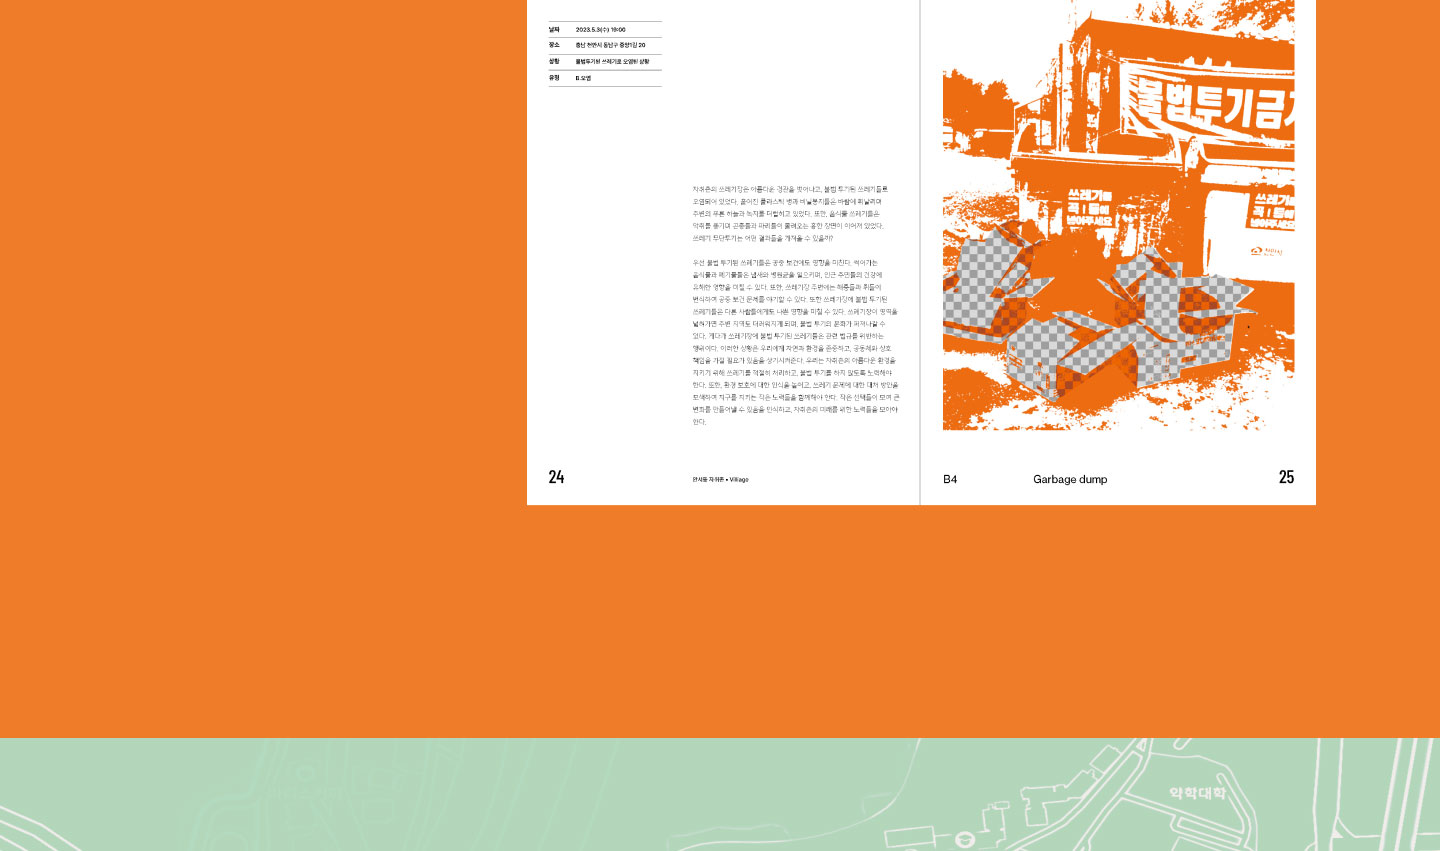 날짜 2023.5.3(수) 19:00
장소 충남 천안시 동남구 중앙1길 20
상황 불법투기된 쓰레기로 오염된 상황
유형 B.오염
자취촌의 쓰레기장은 아름다운 경관을 벗어나고, 불법 투기된 쓰레기들로
오염되어 있었다. 흩어진 플라스틱 병과 비닐봉지들은 바람에 휘날리며
주변의 푸른 하늘과 녹지를 더럽히고 있었다. 또한, 음식물 쓰레기들은
악취를 풍기며 곤충들과 파리들이 몰려오는 흉한 장면이 이어져 있었다.
쓰레기 무단투기는 어떤 결과들을 가져올 수 있을까?
우선 불법 투기된 쓰레기들은 공중 보건에도 영향을 미친다. 썩어가는
음식물과 폐기물들은 냄새와 병원균을 일으키며, 인근 주민들의 건강에
유해한 영향을 미칠 수 있다. 또한, 쓰레기장 주변에는 해충들과 쥐들이
번식하여 공중 보건 문제를 야기할 수 있다. 또한 쓰레기장에 불법 투기된
쓰레기들은 다른 사람들에게도 나쁜 영향을 미칠 수 있다. 쓰레기장이 영역을
넓혀가면 주변 지역도 더러워지게 되며, 불법 투기의 문화가 퍼져나갈 수
있다. 게다가 쓰레기장에 불법 투기된 쓰레기들은 관련 법규를 위반하는
행위이다. 이러한 상황은 우리에게 자연과 환경을 존중하고, 공동체와 상호
책임을 가질 필요가 있음을 상기시켜준다. 우리는 자취촌의 아름다운 환경을
지키기 위해 쓰레기를 적절히 처리하고, 불법 투기를 하지 않도록 노력해야
한다. 또한, 환경 보호에 대한 인식을 높이고, 쓰레기 문제에 대한 대처 방안을
모색하여 지구를 지키는 작은 노력들을 함께해야 한다. 작은 선택들이 모여 큰
변화를 만들어낼 수 있음을 인식하고, 자취촌의 미래를 위한 노력들을 모아야
한다.
24
안서동 자취촌 • Village
불법투기금지
쓰레기는
꼭! 통에
넣어주세요
쓰레기는
꼭! 통에
천안시
B4
Garbage dump
25
약학대학